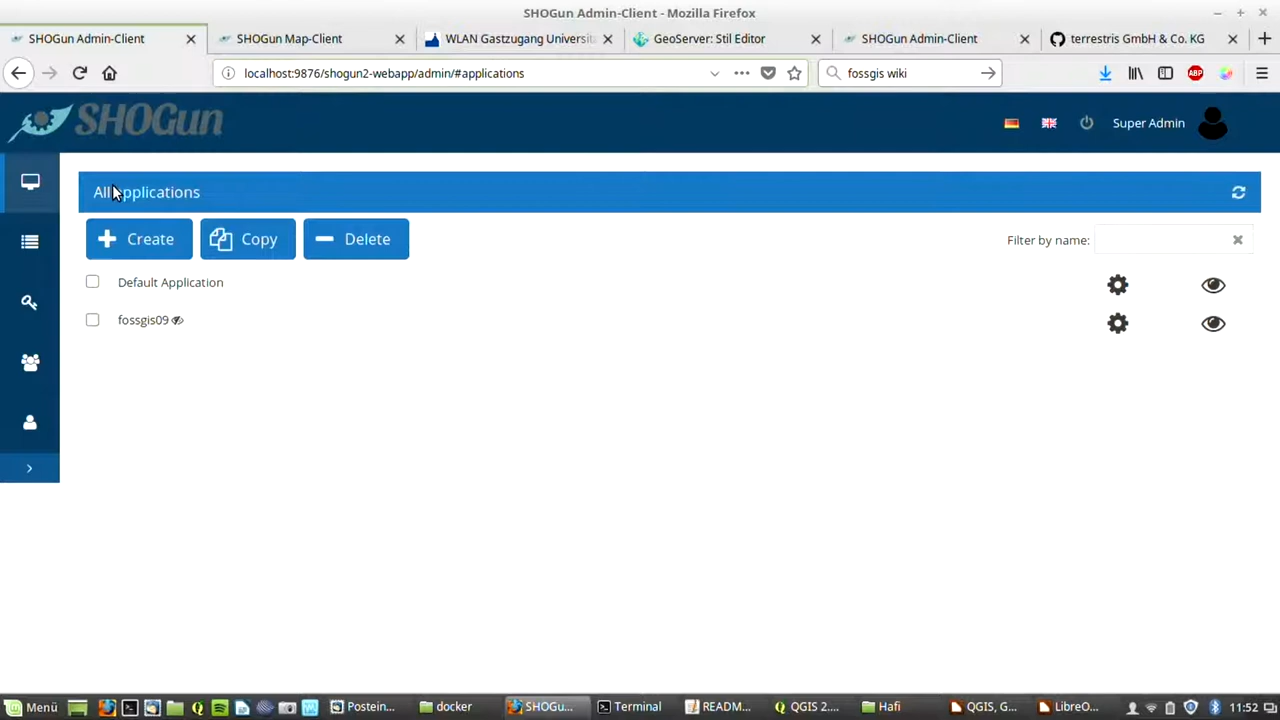 SHOGun Admin-Client - Mozilla Firefox
SHOGun Admin-Client
SHOGun Map-Client
WLAN Gastzugang Universit
GeoServer: Stil Editor
SHOGun Admin-Client
terrestris GmbH & Co. KG
localhost:9876/shogun2-webapp/admin/#applications
fossgis wiki
ABP
SHOGun
Super Admin
All applications
Create
Copy
Delete
Filter by name:
Default Application
fossgis09
Menü
Postein...
docker
SHOGu...
Terminal
READM...
QGIS 2....
Hafi
QGIS, G...
LibreO...
11:52